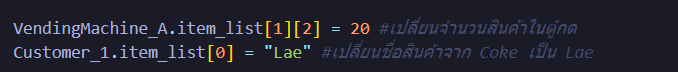 VendingMachine_A.item_list[1][2] = 20 #เปลี่ยนจำนวนสินค้าในตู้กด
Customer_1.item_list[0] = "Lae" #เปลี่ยนชื่อสินค้าจาก Coke เป็น Lae